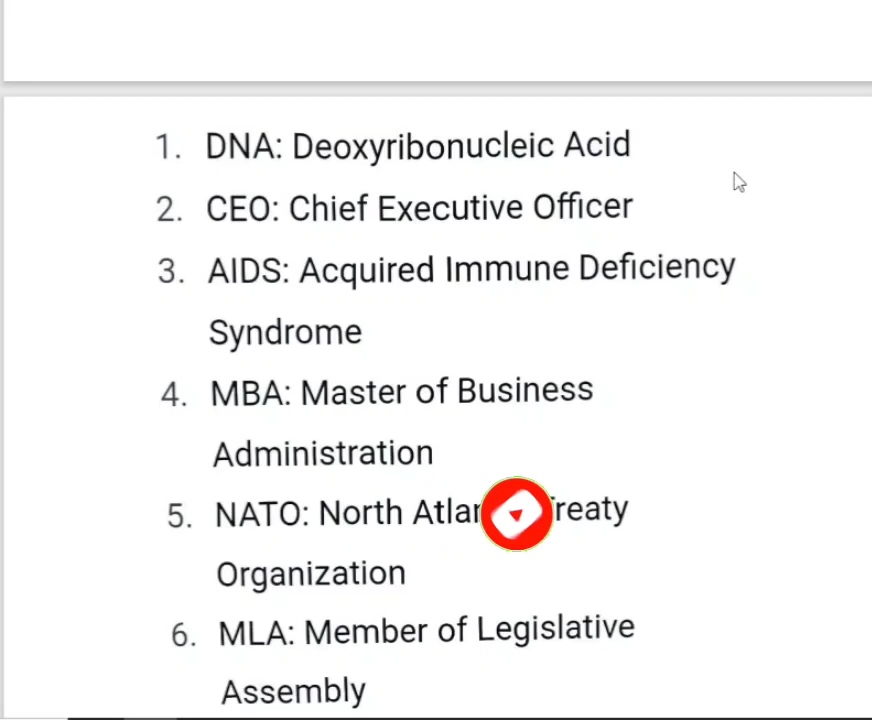 1. DNA: Deoxyribonucleic Acid
2. CEO: Chief Executive Officer
3. AIDS: Acquired Immune Deficiency
Syndrome
4. MBA: Master of Business
Administration
5. NATO: North
Organization
6. MLA: Member of Legislative
Assembly